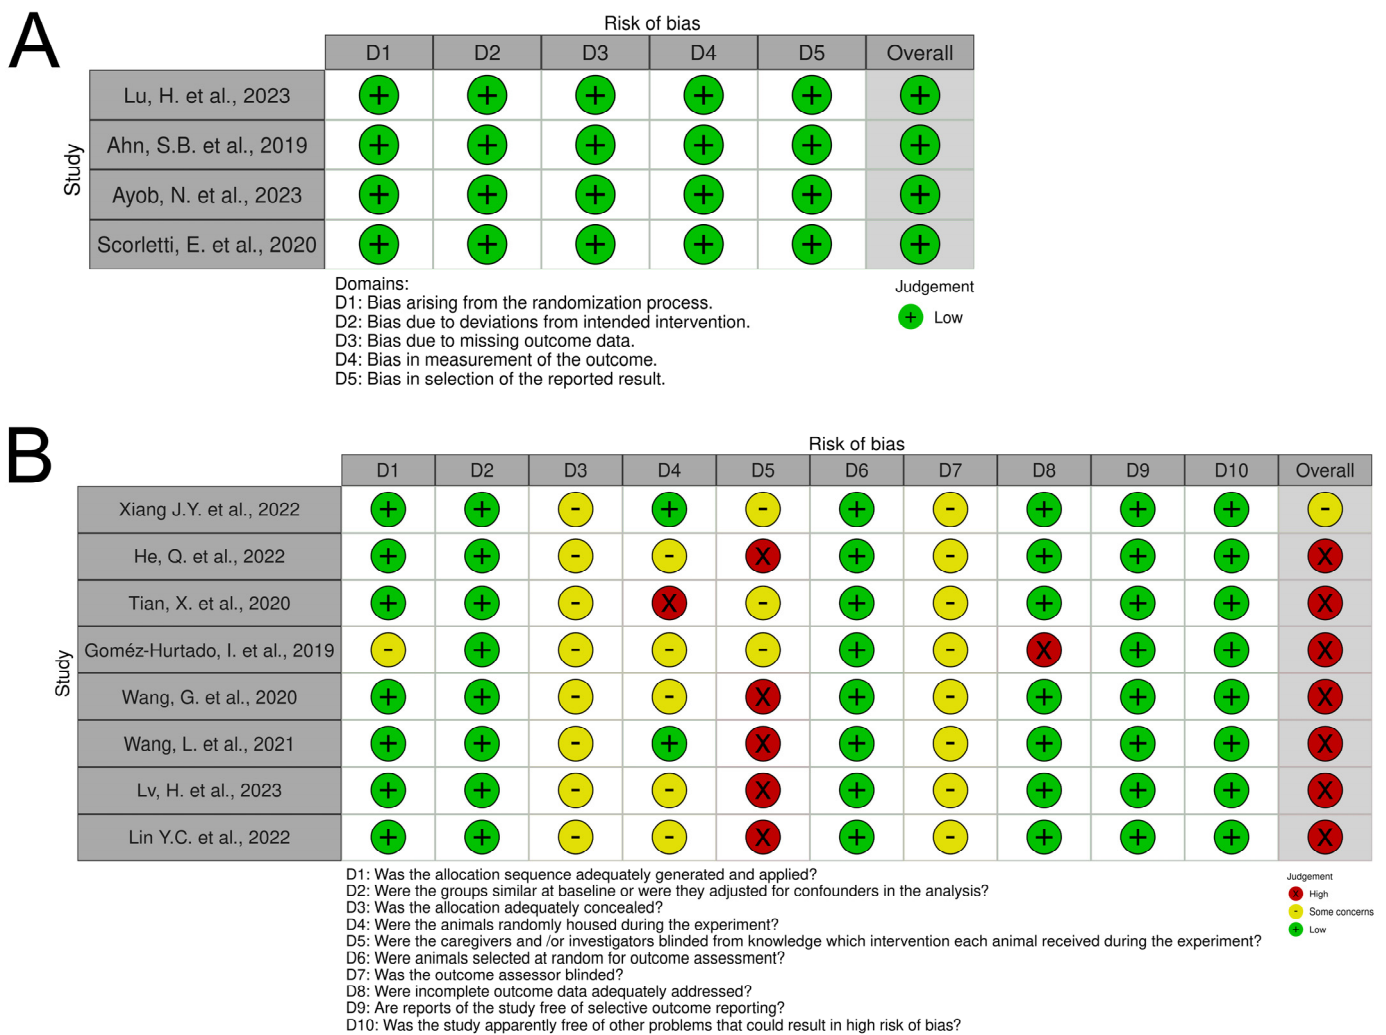 A
Risk of bias
D1 D2 D3 D4 D5 Overall
Study
Lu, H. et al., 2023 + + + + + +
Ahn, S.B. et al., 2019 + + + + + +
Ayob, N. et al., 2023 + + + + + +
Scorletti, E. et al., 2020 + + + + + +
Domains:
D1: Bias arising from the randomization process.
D2: Bias due to deviations from intended intervention.
D3: Bias due to missing outcome data.
D4: Bias in measurement of the outcome.
D5: Bias in selection of the reported result.
Judgement
+ Low
B
Risk of bias
D1 D2 D3 D4 D5 D6 D7 D8 D9 D10 Overall
Study
Xiang J.Y. et al., 2022 + + - + - + - + + + -
He, Q. et al., 2022 + + - - X + - + + + X
Tian, X. et al., 2020 + + - X - + - + + + X
Goméz-Hurtado, I. et al., 2019 - + - - - + - X + + X
Wang, G. et al., 2020 + + - - X + - + + + X
Wang, L. et al., 2021 + + - + X + - + + + X
Lv, H. et al., 2023 + + - - X + - + + + X
Lin Y.C. et al., 2022 + + - - X + - + + + X
D1: Was the allocation sequence adequately generated and applied?
D2: Were the groups similar at baseline or were they adjusted for confounders in the analysis?
D3: Was the allocation adequately concealed?
D4: Were the animals randomly housed during the experiment?
D5: Were the caregivers and /or investigators blinded from knowledge which intervention each animal received during the experiment?
D6: Were animals selected at random for outcome assessment?
D7: Was the outcome assessor blinded?
D8: Were incomplete outcome data adequately addressed?
D9: Are reports of the study free of selective outcome reporting?
D10: Was the study apparently free of other problems that could result in high risk of bias?
Judgement
X High
- Some concerns
+ Low